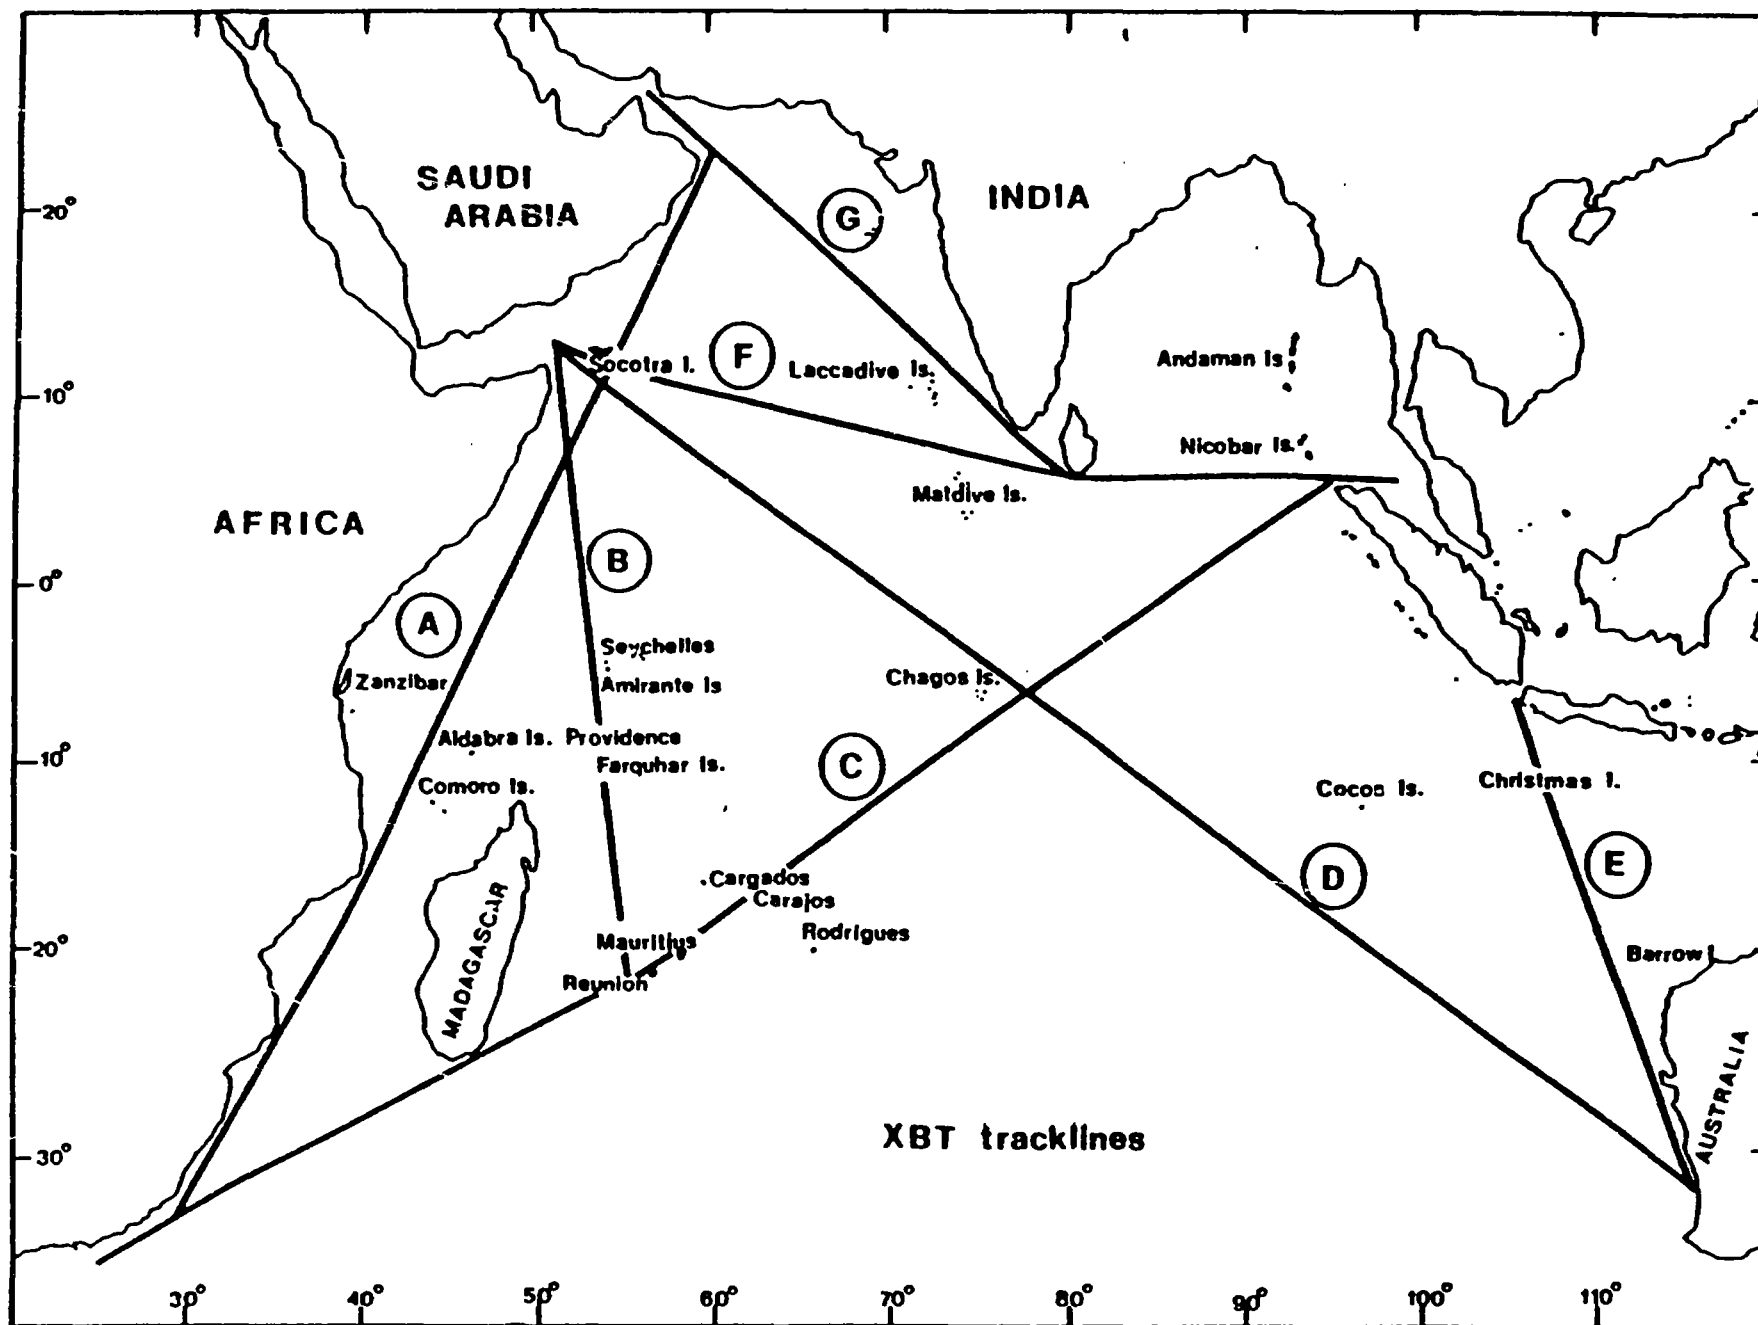 SAUDI
ARABIA
INDIA
G
20°
F
Socotra I.
Laccadive Is.
Andaman Is
10°
Nicobar Is.
Matdive Is.
AFRICA
B
0°
A
Seychelles
Zanzibar
Amirante Is
Chagos Is.
Aldabra Is. Providence
10°
Farquhar Is.
C
Comoro Is.
Cocos Is.
Christmas I.
E
D
Cargados
Carajos
MADAGASCAR
Rodrigues
20°
Mauritius
Barrow I
Reunion
AUSTRALIA
XBT tracklines
30°
30° 40° 50° 60° 70° 80° 90° 100° 110°